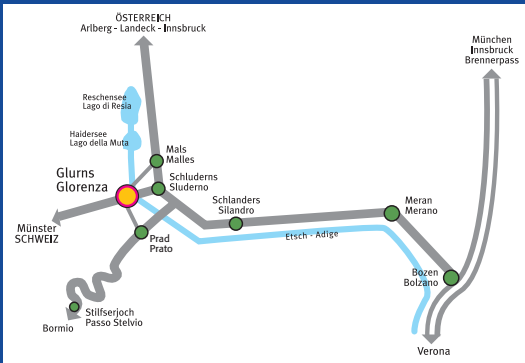 ÖSTERREICH
Arlberg - Landeck - Innsbruck
München
Innsbruck
Brennerpass
Reschensee
Lago di Resia
Haidersee
Lago della Muta
Mals
Malles
Glurns
Glorenza
Schluderns
Sluderno
Schlanders
Silandro
Meran
Merano
Münster
SCHWEIZ
Prad
Prato
Etsch - Adige
Bozen
Bolzano
Stilfserjoch
Passo Stelvio
Bormio
Verona